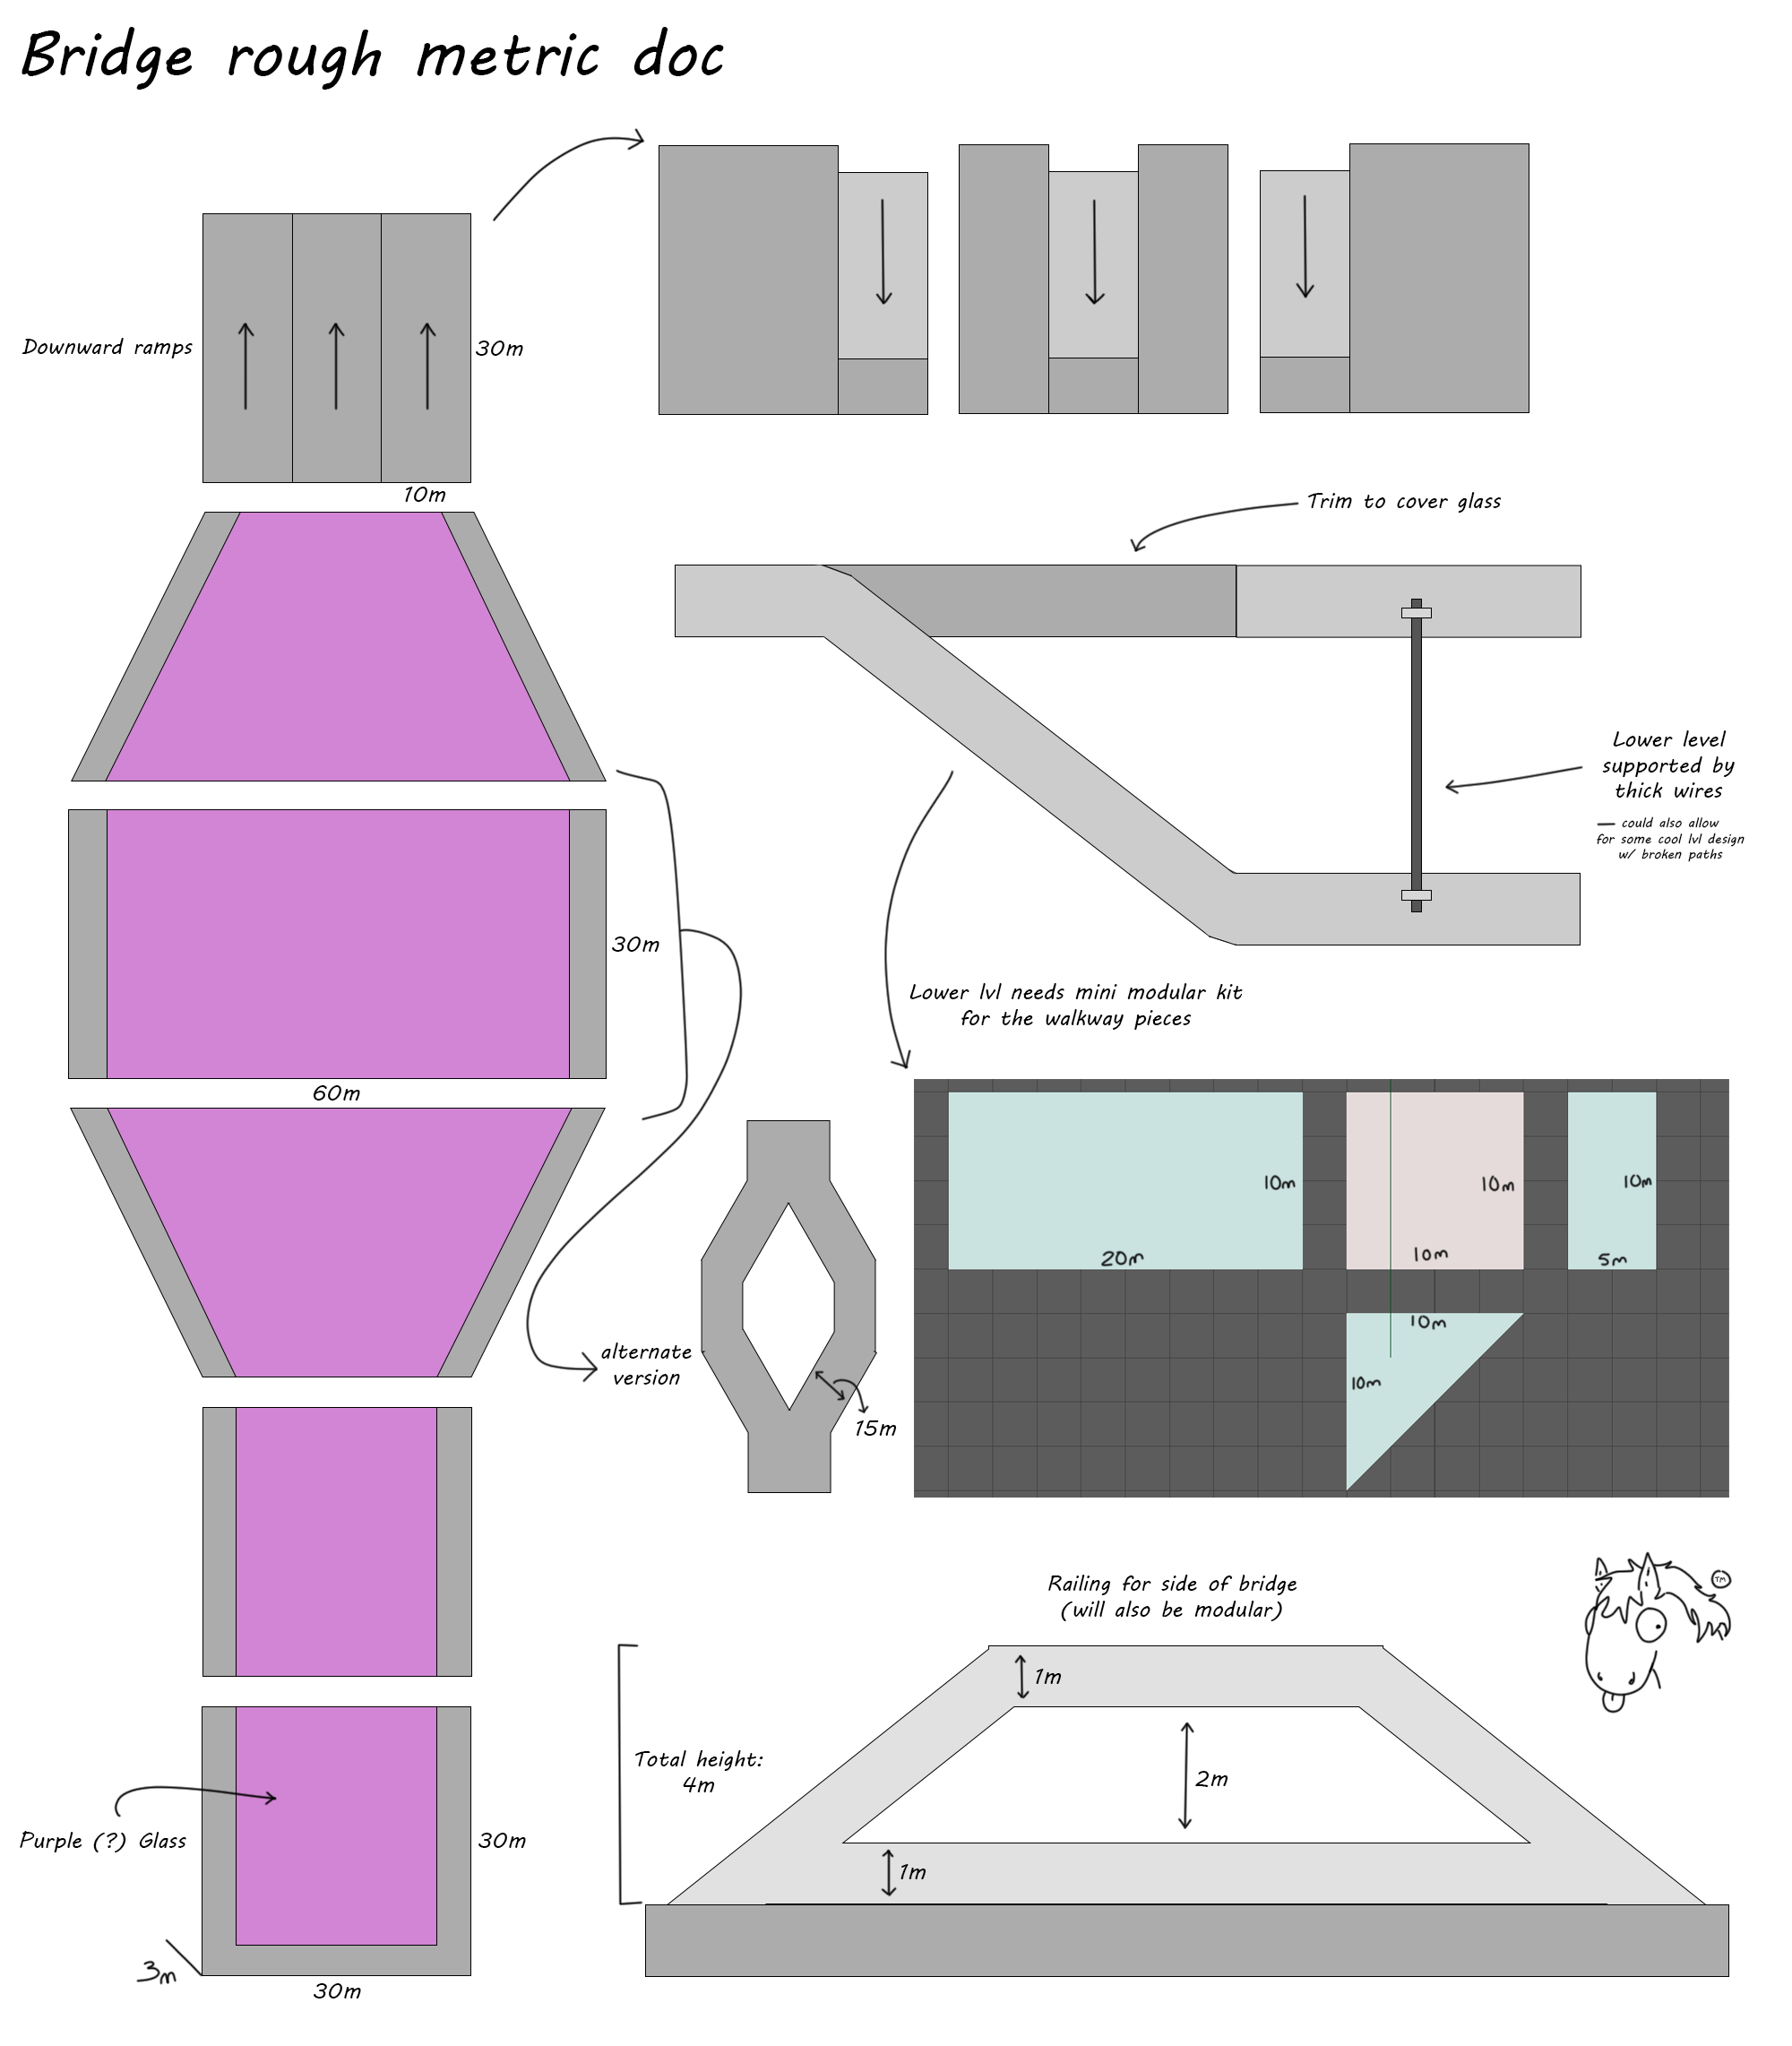 Bridge rough metric doc
Downward ramps
30m
10m
Trim to cover glass
Lower level
supported by
thick wires
— could also allow
for some cool lvl design
w/ broken paths
30m
60m
Lower lvl needs mini modular kit
for the walkway pieces
10m
20m
10m
10m
10m
5m
10m
10m
alternate
version
15m
Railing for side of bridge
(will also be modular)
TM
1m
Total height:
4m
2m
1m
Purple (?) Glass
30m
3m
30m